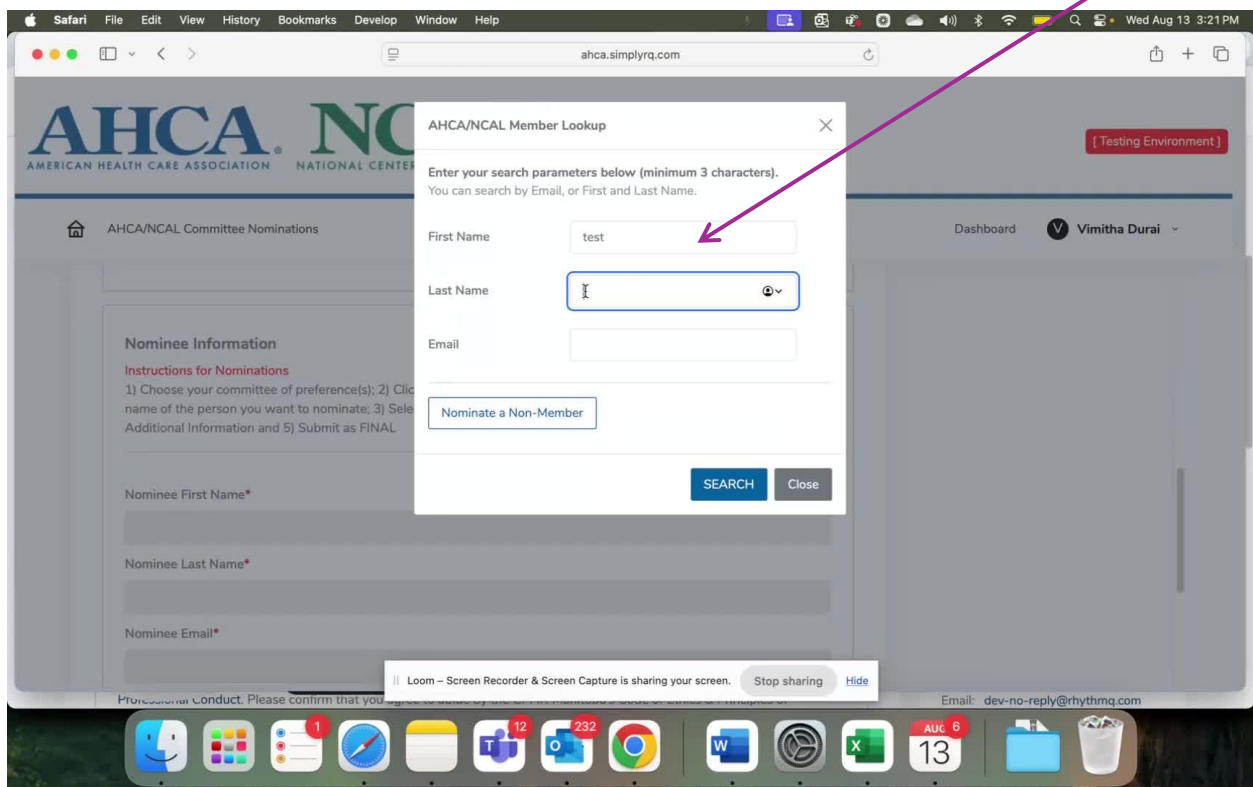 Safari File Edit View History Bookmarks Develop Window Help Wed Aug 13 3:21 PM
ahca.simplyrq.com
AHCA. NC
AMERICAN HEALTH CARE ASSOCIATION NATIONAL CENTER
[ Testing Environment ]
AHCA/NCAL Committee Nominations
Dashboard V Vimitha Durai
AHCA/NCAL Member Lookup
Enter your search parameters below (minimum 3 characters).
You can search by Email, or First and Last Name.
First Name test
Last Name
Email
Nominate a Non-Member
SEARCH Close
Nominee Information
Instructions for Nominations
1) Choose your committee of preference(s); 2) Clic
name of the person you want to nominate; 3) Sele
Additional Information and 5) Submit as FINAL
Nominee First Name*
Nominee Last Name*
Nominee Email*
Loom – Screen Recorder & Screen Capture is sharing your screen. Stop sharing Hide
Conduct. Please confirm that you
Email: dev-no-reply@rhythmq.com
1
12
T
232
o
W
X
AUG 6
13